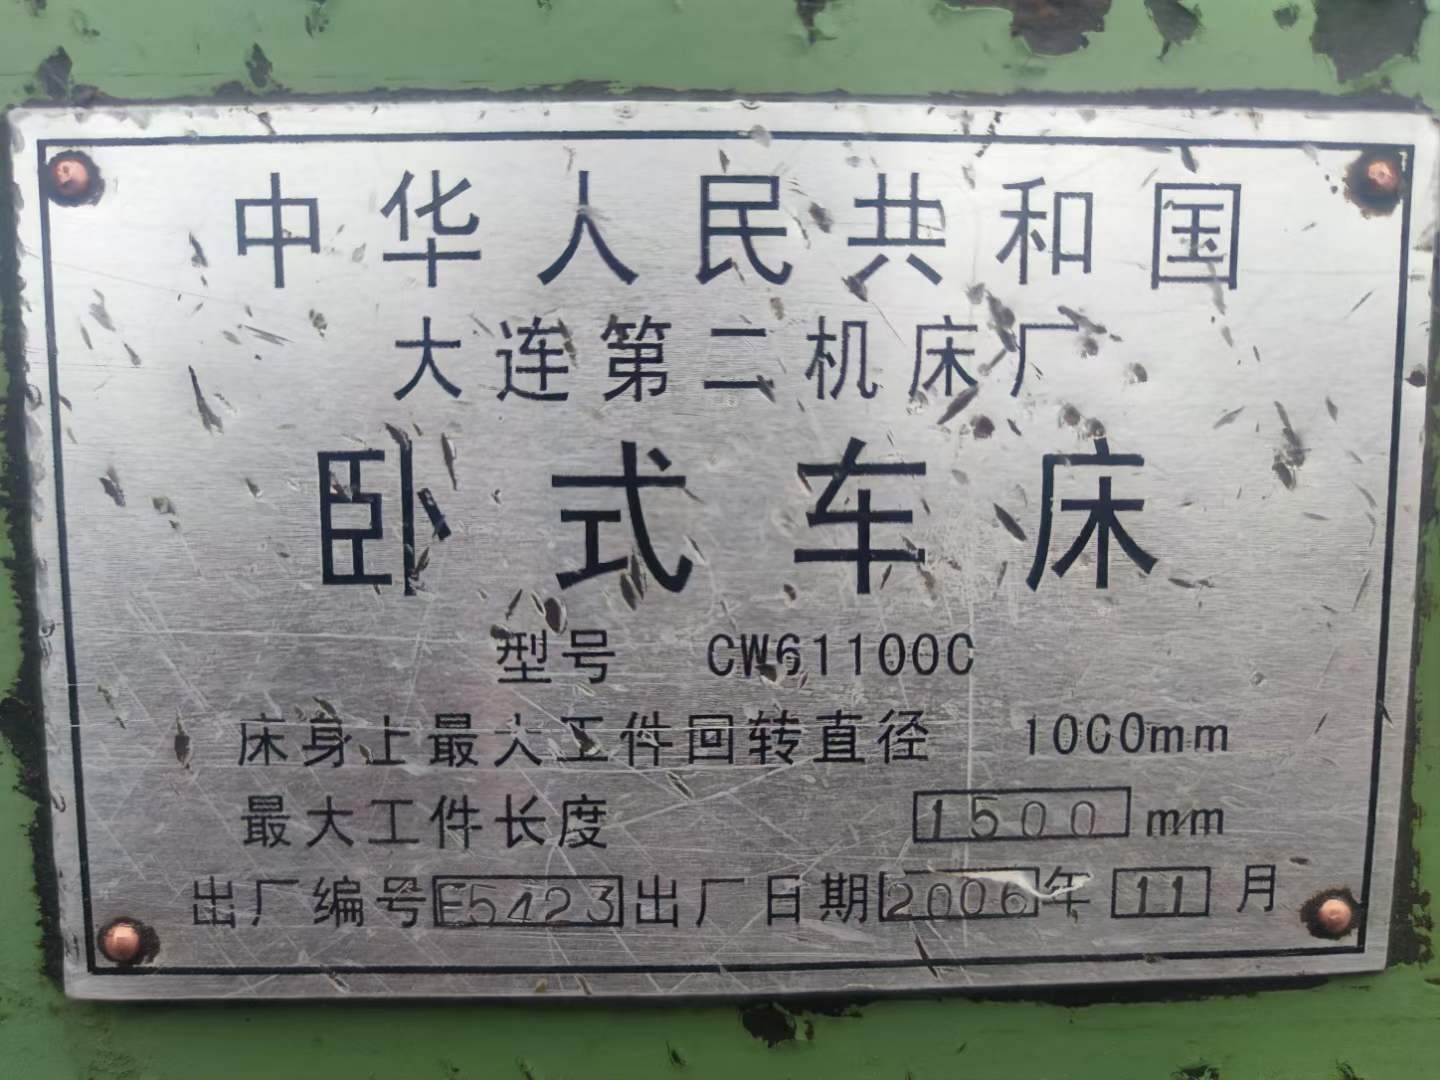 中华人民共和国
大连第二机床厂
卧式车床
型号 CW61100C
床身上最大工件回转直径 1000mm
最大工件长度 1500 mm
出厂编号 E5423 出厂日期 2006 年 11 月